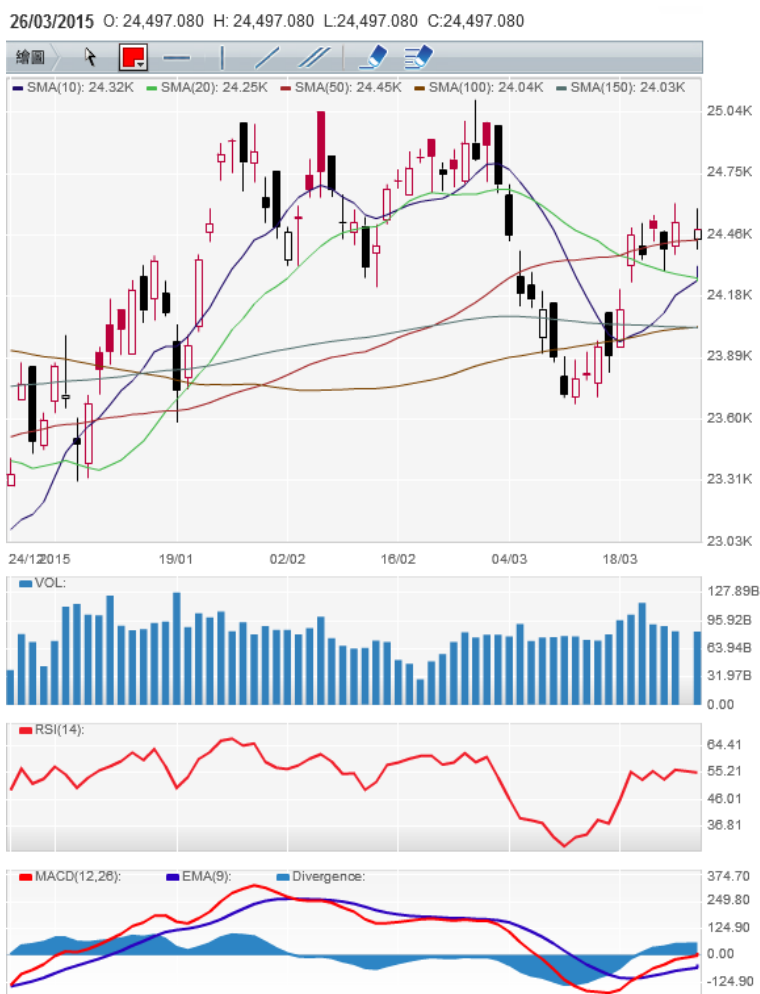 26/03/2015 O: 24,497.080 H: 24,497.080 L:24,497.080 C:24,497.080
繪圖
SMA(10): 24.32K SMA(20): 24.25K SMA(50): 24.45K SMA(100): 24.04K SMA(150): 24.03K
25.04K
24.75K
24.46K
24.18K
23.89K
23.60K
23.31K
23.03K
24/12 2015 19/01 02/02 16/02 04/03 18/03
VOL:
127.89B
95.92B
63.94B
31.97B
0.00
RSI(14):
64.41
55.21
46.01
36.81
MACD(12,26): EMA(9): Divergence:
374.70
249.80
124.90
0.00
-124.90